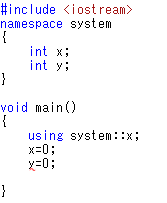 #include <iostream>
namespace system
{
    int x;
    int y;
}

void main()
{
    using system::x;
    x=0;
    y=0;

}